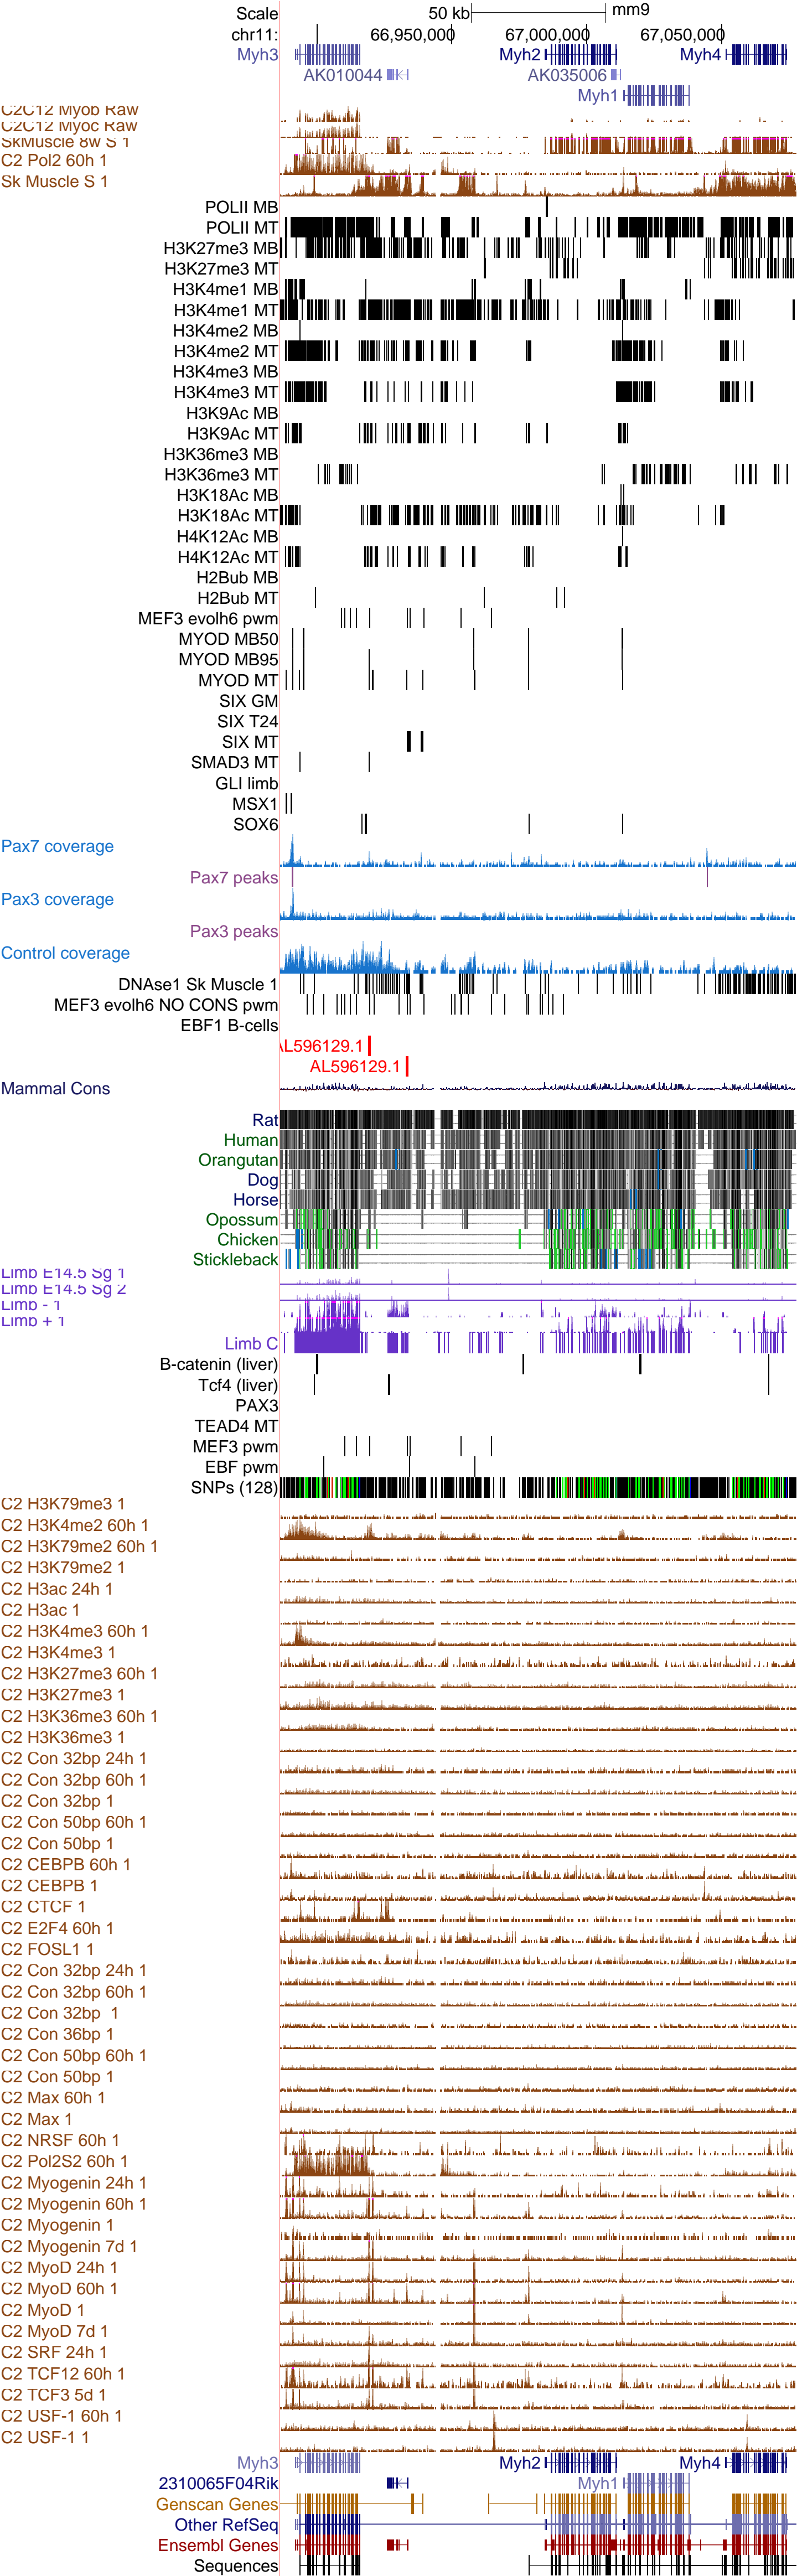 Scale 50 kb mm9
chr11: 66,950,000 67,000,000 67,050,000
Myh3 Myh2 Myh4
AK010044 AK035006
Myh1
C2C12 Myob Raw
C2C12 Myoc Raw
SkMuscle 8w S 1
C2 Pol2 60h 1
Sk Muscle S 1
POLII MB
POLII MT
H3K27me3 MB
H3K27me3 MT
H3K4me1 MB
H3K4me1 MT
H3K4me2 MB
H3K4me2 MT
H3K4me3 MB
H3K4me3 MT
H3K9Ac MB
H3K9Ac MT
H3K36me3 MB
H3K36me3 MT
H3K18Ac MB
H3K18Ac MT
H4K12Ac MB
H4K12Ac MT
H2Bub MB
H2Bub MT
MEF3 evolh6 pwm
MYOD MB50
MYOD MB95
MYOD MT
SIX GM
SIX T24
SIX MT
SMAD3 MT
GLI limb
MSX1
SOX6
Pax7 coverage
Pax7 peaks
Pax3 coverage
Pax3 peaks
Control coverage
DNAse1 Sk Muscle 1
MEF3 evolh6 NO CONS pwm
EBF1 B-cells
AL596129.1
AL596129.1
Mammal Cons
Rat
Human
Orangutan
Dog
Horse
Opossum
Chicken
Stickleback
Limb E14.5 Sg 1
Limb E14.5 Sg 2
Limb - 1
Limb + 1
Limb C
B-catenin (liver)
Tcf4 (liver)
PAX3
TEAD4 MT
MEF3 pwm
EBF pwm
SNPs (128)
C2 H3K79me3 1
C2 H3K4me2 60h 1
C2 H3K79me2 60h 1
C2 H3K79me2 1
C2 H3ac 24h 1
C2 H3ac 1
C2 H3K4me3 60h 1
C2 H3K4me3 1
C2 H3K27me3 60h 1
C2 H3K27me3 1
C2 H3K36me3 60h 1
C2 H3K36me3 1
C2 Con 32bp 24h 1
C2 Con 32bp 60h 1
C2 Con 32bp 1
C2 Con 50bp 60h 1
C2 Con 50bp 1
C2 CEBPB 60h 1
C2 CEBPB 1
C2 CTCF 1
C2 E2F4 60h 1
C2 FOSL1 1
C2 Con 32bp 24h 1
C2 Con 32bp 60h 1
C2 Con 32bp 1
C2 Con 36bp 1
C2 Con 50bp 60h 1
C2 Con 50bp 1
C2 Max 60h 1
C2 Max 1
C2 NRSF 60h 1
C2 Pol2S2 60h 1
C2 Myogenin 24h 1
C2 Myogenin 60h 1
C2 Myogenin 1
C2 Myogenin 7d 1
C2 MyoD 24h 1
C2 MyoD 60h 1
C2 MyoD 1
C2 MyoD 7d 1
C2 SRF 24h 1
C2 TCF12 60h 1
C2 TCF3 5d 1
C2 USF-1 60h 1
C2 USF-1 1
Myh3 Myh2 Myh4
2310065F04Rik Myh1
Genscan Genes
Other RefSeq
Ensembl Genes
Sequences